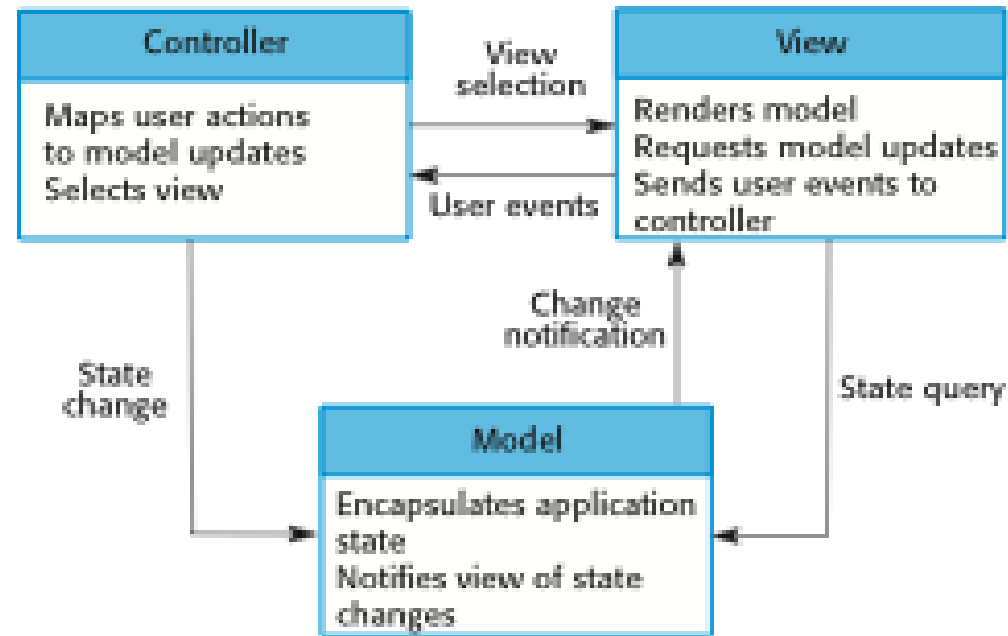 Controller
Maps user actions
to model updates
Selects view
View
selection
User events
View
Renders model
Requests model updates
Sends user events to
controller
State
change
Change
notification
State query
Model
Encapsulates application
state
Notifies view of state
changes